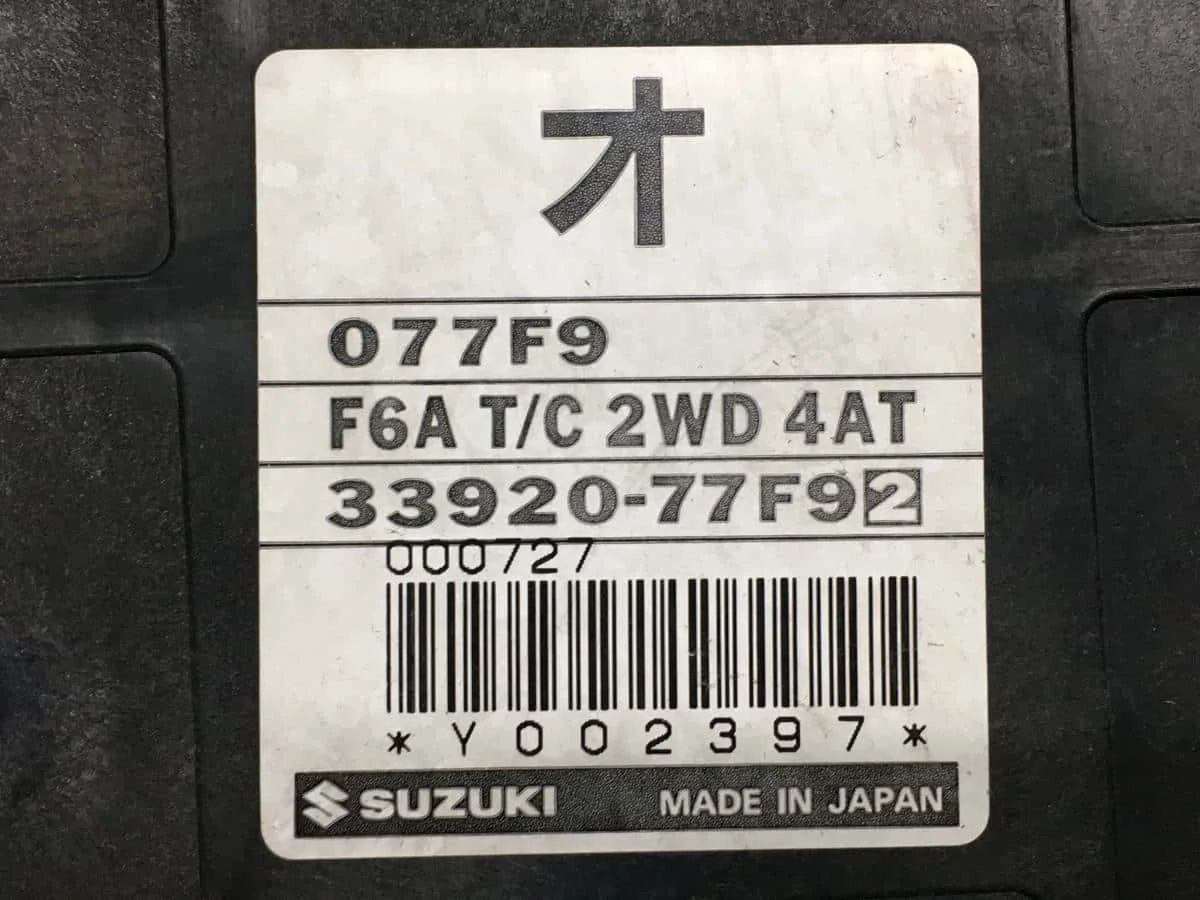 オ
077F9
F6A T/C 2WD 4AT
33920-77F92
000727
*Y002397*
SUZUKI MADE IN JAPAN